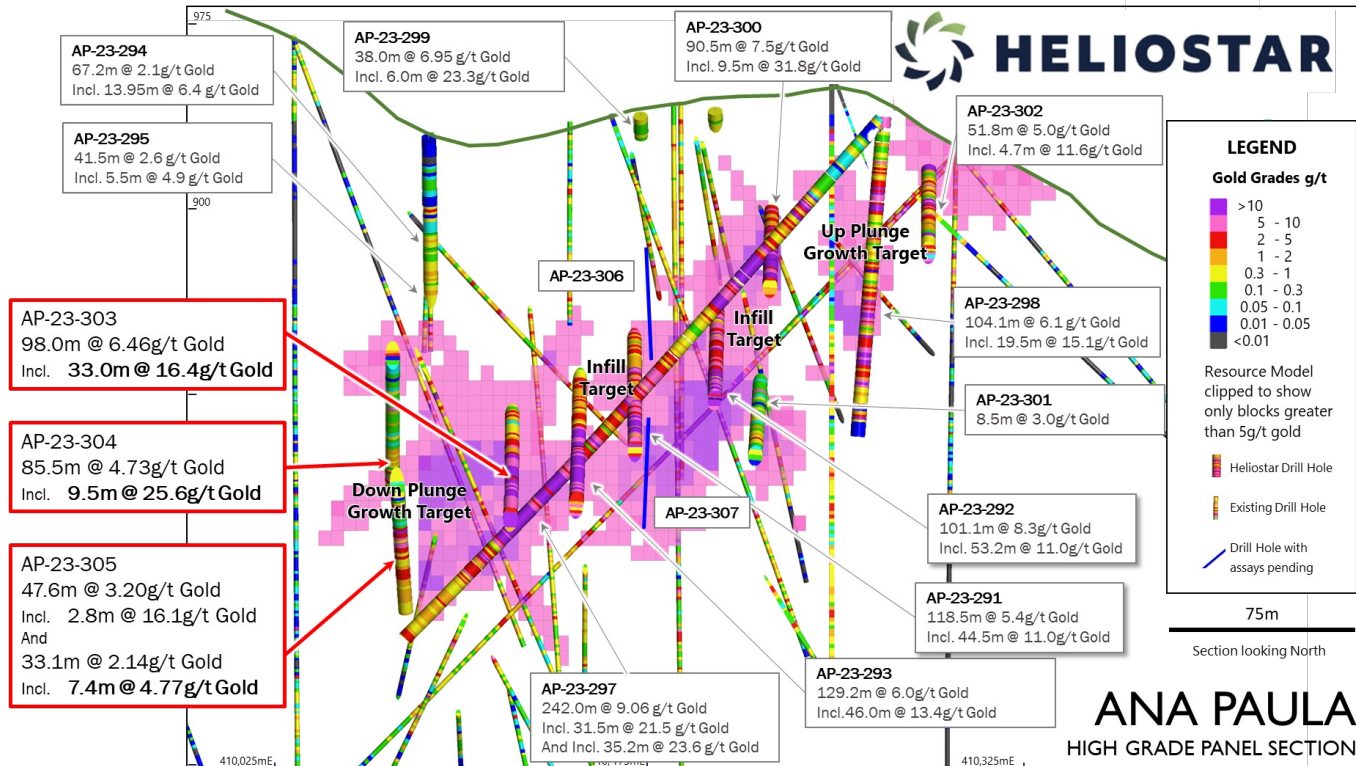 975
HELIOSTAR
AP-23-294
67.2m @ 2.1g/t Gold
Incl. 13.95m @ 6.4 g/t Gold
AP-23-299
38.0m @ 6.95 g/t Gold
Incl. 6.0m @ 23.3g/t Gold
AP-23-300
90.5m @ 7.5g/t Gold
Incl. 9.5m @ 31.8g/t Gold
AP-23-302
51.8m @ 5.0g/t Gold
Incl. 4.7m @ 11.6g/t Gold
AP-23-295
41.5m @ 2.6 g/t Gold
Incl. 5.5m @ 4.9 g/t Gold
900
AP-23-306
Up Plunge
Growth Target
Infill
Target
Infill
Target
Down Plunge
Growth Target
AP-23-303
98.0m @ 6.46g/t Gold
Incl. 33.0m @ 16.4g/t Gold
AP-23-304
85.5m @ 4.73g/t Gold
Incl. 9.5m @ 25.6g/t Gold
AP-23-305
47.6m @ 3.20g/t Gold
Incl. 2.8m @ 16.1g/t Gold
And
33.1m @ 2.14g/t Gold
Incl. 7.4m @ 4.77g/t Gold
AP-23-298
104.1m @ 6.1 g/t Gold
Incl. 19.5m @ 15.1g/t Gold
AP-23-301
8.5m @ 3.0g/t Gold
AP-23-307
AP-23-292
101.1m @ 8.3g/t Gold
Incl. 53.2m @ 11.0g/t Gold
AP-23-291
118.5m @ 5.4g/t Gold
Incl. 44.5m @ 11.0g/t Gold
AP-23-293
129.2m @ 6.0g/t Gold
Incl.46.0m @ 13.4g/t Gold
AP-23-297
242.0m @ 9.06 g/t Gold
Incl. 31.5m @ 21.5 g/t Gold
And Incl. 35.2m @ 23.6 g/t Gold
LEGEND
Gold Grades g/t
>10
5 - 10
2 - 5
1 - 2
0.3 - 1
0.1 - 0.3
0.05 - 0.1
0.01 - 0.05
<0.01
Resource Model
clipped to show
only blocks greater
than 5g/t gold
Heliostar Drill Hole
Existing Drill Hole
Drill Hole with
assays pending
75m
Section looking North
ANA PAULA
HIGH GRADE PANEL SECTION
410,025mE
410,325mE